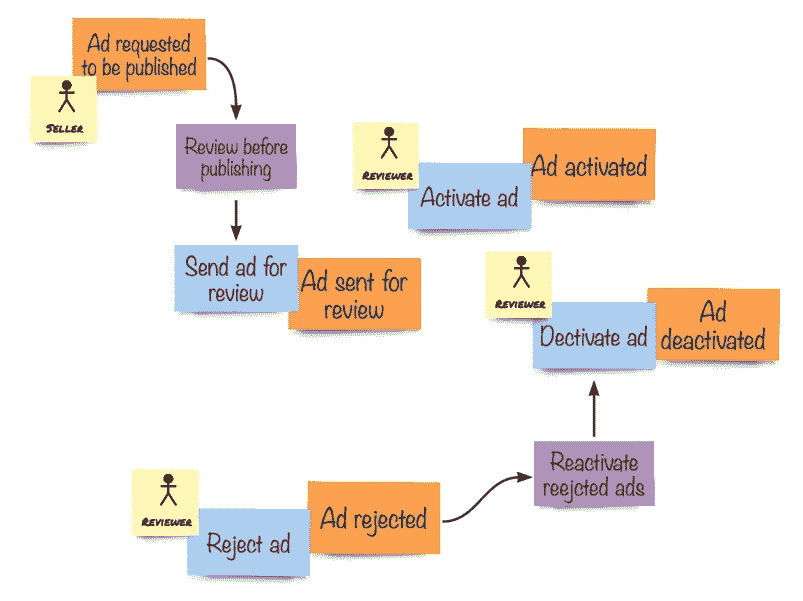 Ad requested
to be published
SELLER
Review before
publishing
Send ad for
review
Ad sent for
review
REVIEWER
Activate ad
Ad activated
REVIEWER
Dectivate ad
Ad
deactivated
REVIEWER
Reject ad
Ad rejected
Reactivate
reejcted ads